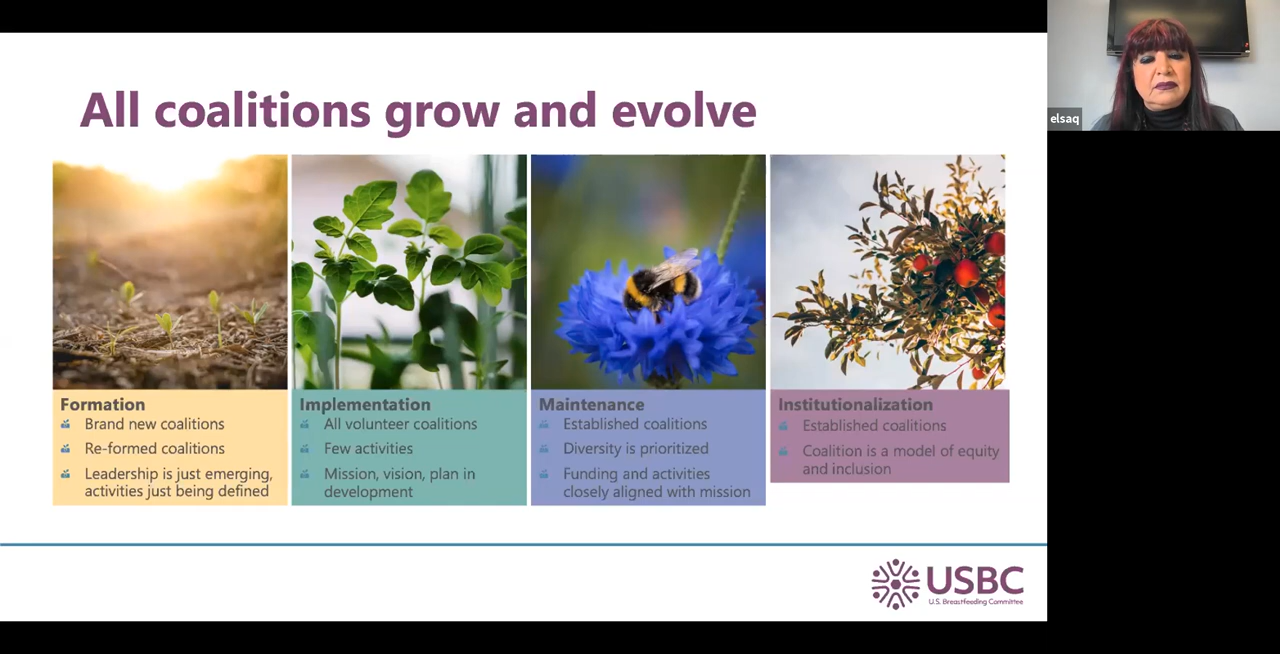 All coalitions grow and evolve
elsaq
Formation
Brand new coalitions
Re-formed coalitions
Leadership is just emerging,
activities just being defined
Implementation
All volunteer coalitions
Few activities
Mission, vision, plan in
development
Maintenance
Established coalitions
Diversity is prioritized
Funding and activities
closely aligned with mission
Institutionalization
Established coalitions
Coalition is a model of equity
and inclusion
USBC
U.S. Breastfeeding Committee